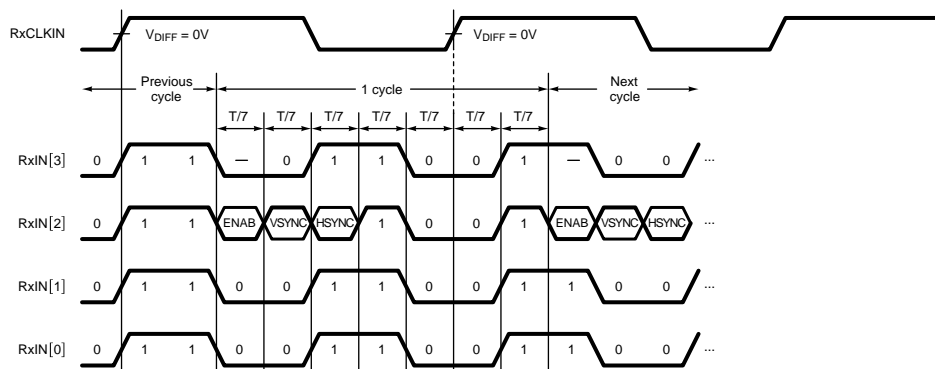 RxCLKIN
VDIFF = 0V VDIFF = 0V
Previous cycle 1 cycle Next cycle
T/7 T/7 T/7 T/7 T/7 T/7 T/7
RxIN[3] 0 1 1 — 0 1 1 0 0 1 — 0 0 ...
RxIN[2] 0 1 1 ENAB VSYNC HSYNC 1 0 0 1 ENAB VSYNC HSYNC ...
RxIN[1] 0 1 1 0 0 1 1 0 0 1 1 0 0 ...
RxIN[0] 0 1 1 0 0 1 1 0 0 1 1 0 0 ...